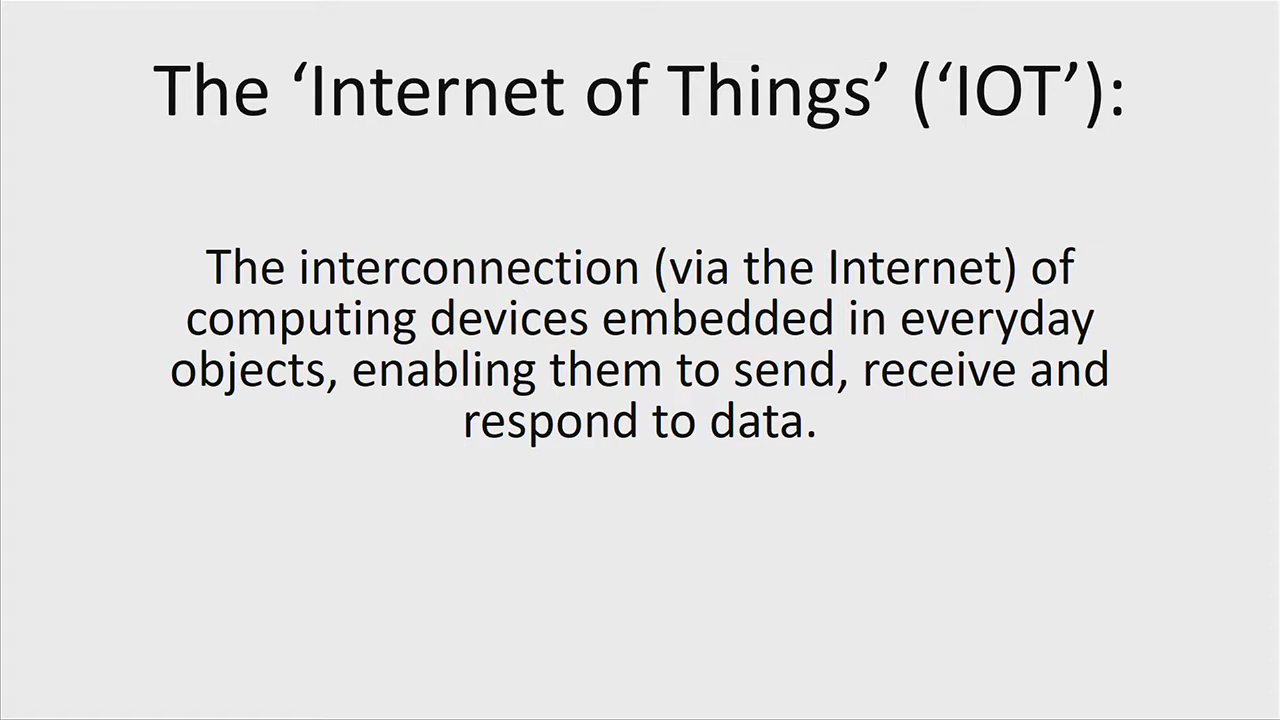 The ‘Internet of Things’ (‘IOT’):
The interconnection (via the Internet) of
computing devices embedded in everyday
objects, enabling them to send, receive and
respond to data.